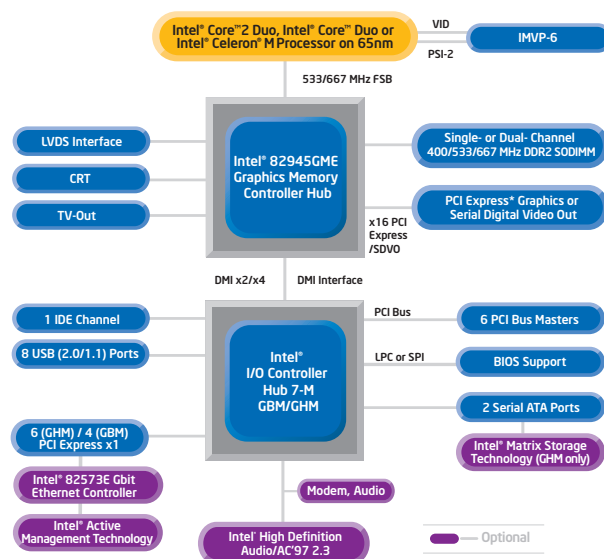 Intel® Core™2 Duo, Intel® Core™ Duo or
Intel® Celeron® M Processor on 65nm
VID
PSI-2
IMVP-6
533/667 MHz FSB
LVDS Interface
CRT
TV-Out
Intel® 82945GME
Graphics Memory
Controller Hub
Single- or Dual- Channel
400/533/667 MHz DDR2 SODIMM
PCI Express* Graphics or
Serial Digital Video Out
x16 PCI
Express
/SDVO
DMI x2/x4
DMI Interface
1 IDE Channel
8 USB (2.0/1.1) Ports
6 (GHM) / 4 (GBM)
PCI Express x1
Intel® 82573E Gbit
Ethernet Controller
Intel® Active
Management Technology
Intel®
I/O Controller
Hub 7-M
GBM/GHM
PCI Bus
6 PCI Bus Masters
LPC or SPI
BIOS Support
2 Serial ATA Ports
Intel® Matrix Storage
Technology (GHM only)
Modem, Audio
Intel® High Definition
Audio/AC'97 2.3
Optional